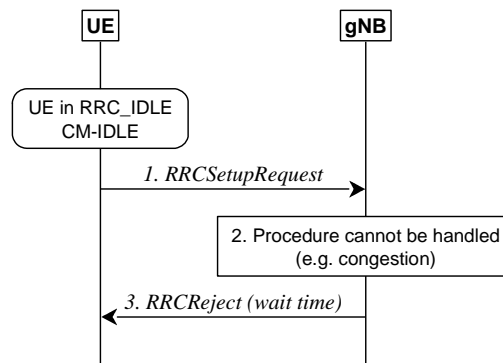 UE
gNB
UE in RRC_IDLE
CM-IDLE
1. RRCSetupRequest
2. Procedure cannot be handled
(e.g. congestion)
3. RRCReject (wait time)